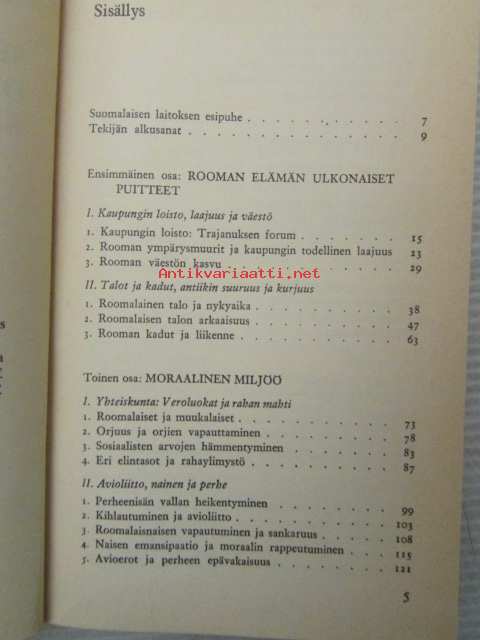 Sisällys
Suomalaisen laitoksen esipuhe . . . . . . . . . . 7
Tekijän alkusanat . . . . . . . . . . . . 9
Ensimmäinen osa: ROOMAN ELÄMÄN ULKONAISET
PUITTEET
I. Kaupungin loisto, laajuus ja väestö
1. Kaupungin loisto: Trajanuksen forum . . . . . . . 15
2. Rooman ympärysmuurit ja kaupungin todellinen laajuus 23
3. Rooman väestön kasvu . . . . . . . . . . 29
Antikvariaatti.net
II. Talot ja kadut, antiikin suuruus ja kurjuus
1. Roomalainen talo ja nykyaika . . . . . . . . . 38
2. Roomalaisen talon arkaaisuus . . . . . . . . . 47
3. Rooman kadut ja liikenne . . . . . . . . . . 63
Toinen osa: MORAALINEN MILJÖÖ
I. Yhteiskunta: Veroluokat ja rahan mahti
1. Roomalaiset ja muukalaiset . . . . . . . . . . 73
2. Orjuus ja orjien vapauttaminen . . . . . . . . 78
3. Sosiaalisten arvojen hämmentyminen . . . . . . . 83
4. Eri elintasot ja rahaylimystö . . . . . . . . . 87
II. Avioliitto, nainen ja perhe
1. Perheenisän vallan heikentyminen . . . . . . . . 99
2. Kihlautuminen ja avioliitto . . . . . . . . . . 103
3. Roomalaisnaisen vapautuminen ja sankaruus . . . . 108
4. Naisen emansipaatio ja moraalin rappeutuminen . . . 115
5. Avioerot ja perheen epävakaisuus . . . . . . . . 121
5